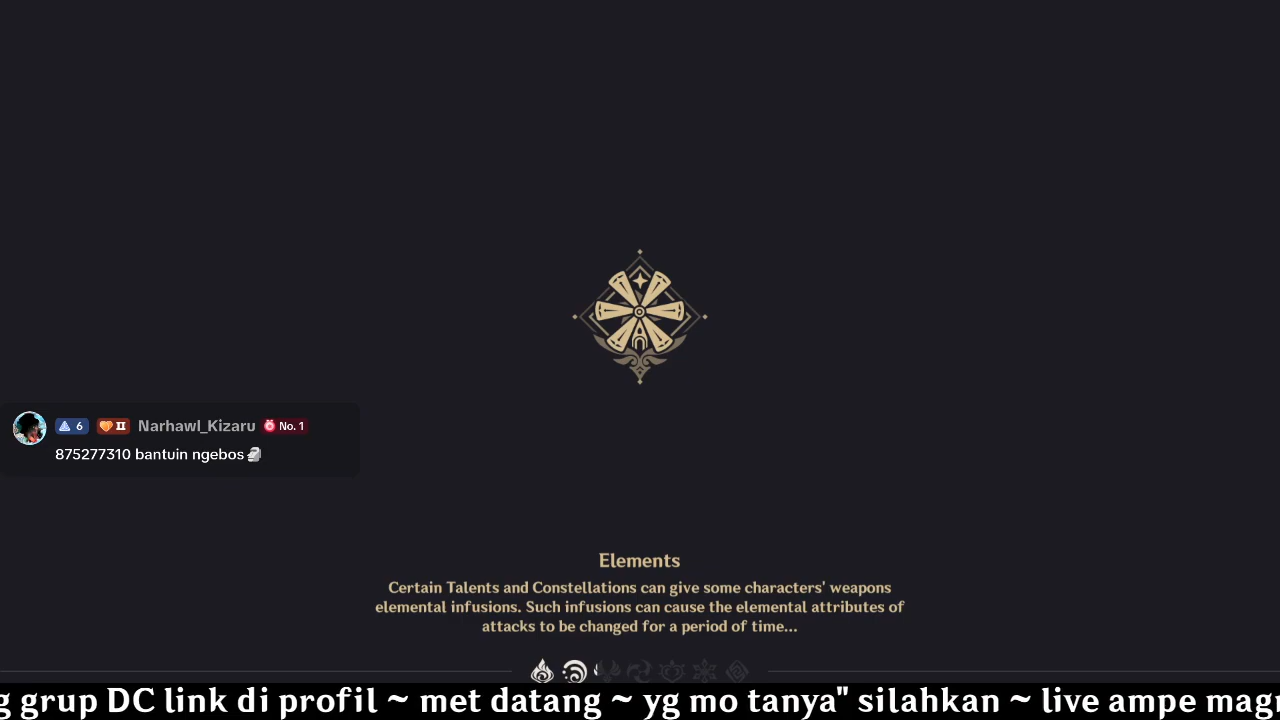 6 II Narhawl_Kizaru No. 1
875277310 bantuin ngebos🗿
Elements
Certain Talents and Constellations can give some characters' weapons
elemental infusions. Such infusions can cause the elemental attributes of
attacks to be changed for a period of time...
grup DC link di profil ~ met datang ~ yg mo tanya" silahkan ~ live ampe